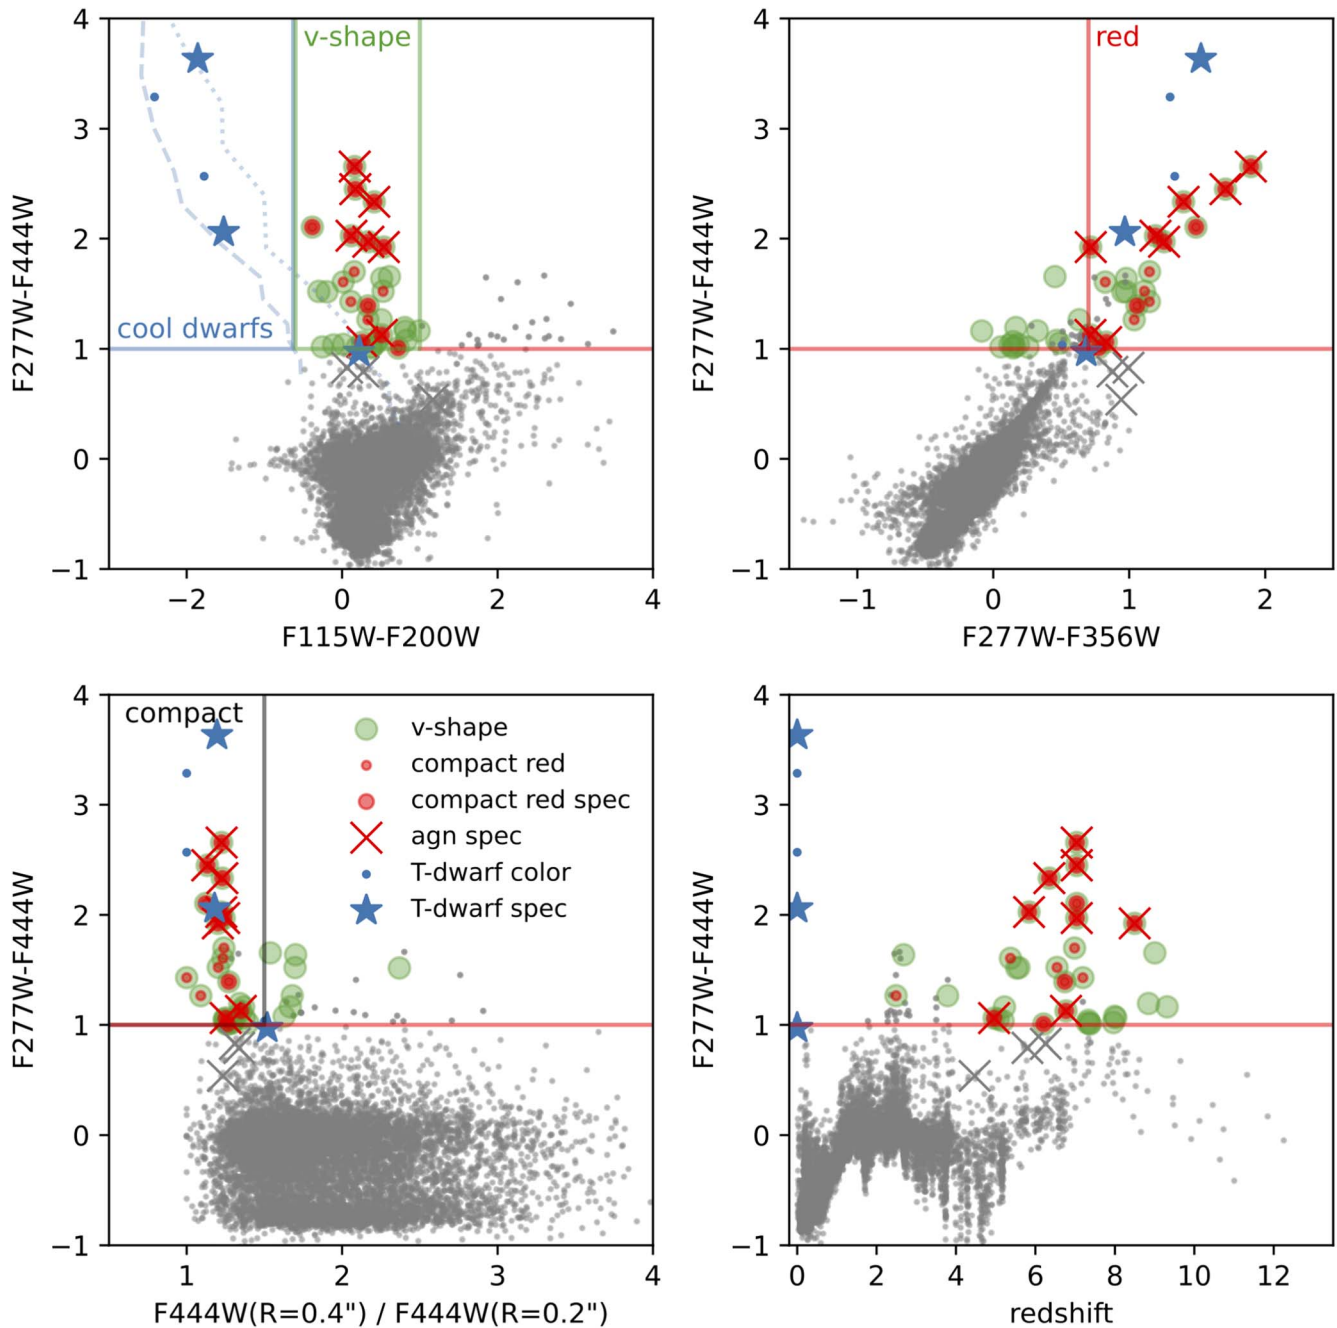 4
3
2
1
0
−1
F277W-F444W
v-shape
cool dwarfs
−2
0
2
4
F115W-F200W
4
3
2
1
0
−1
F277W-F444W
red
−1
0
1
2
F277W-F356W
4
3
2
1
0
−1
F277W-F444W
compact
v-shape
compact red
compact red spec
agn spec
T-dwarf color
T-dwarf spec
1
2
3
4
F444W(R=0.4") / F444W(R=0.2")
4
3
2
1
0
−1
F277W-F444W
0
2
4
6
8
10
12
redshift